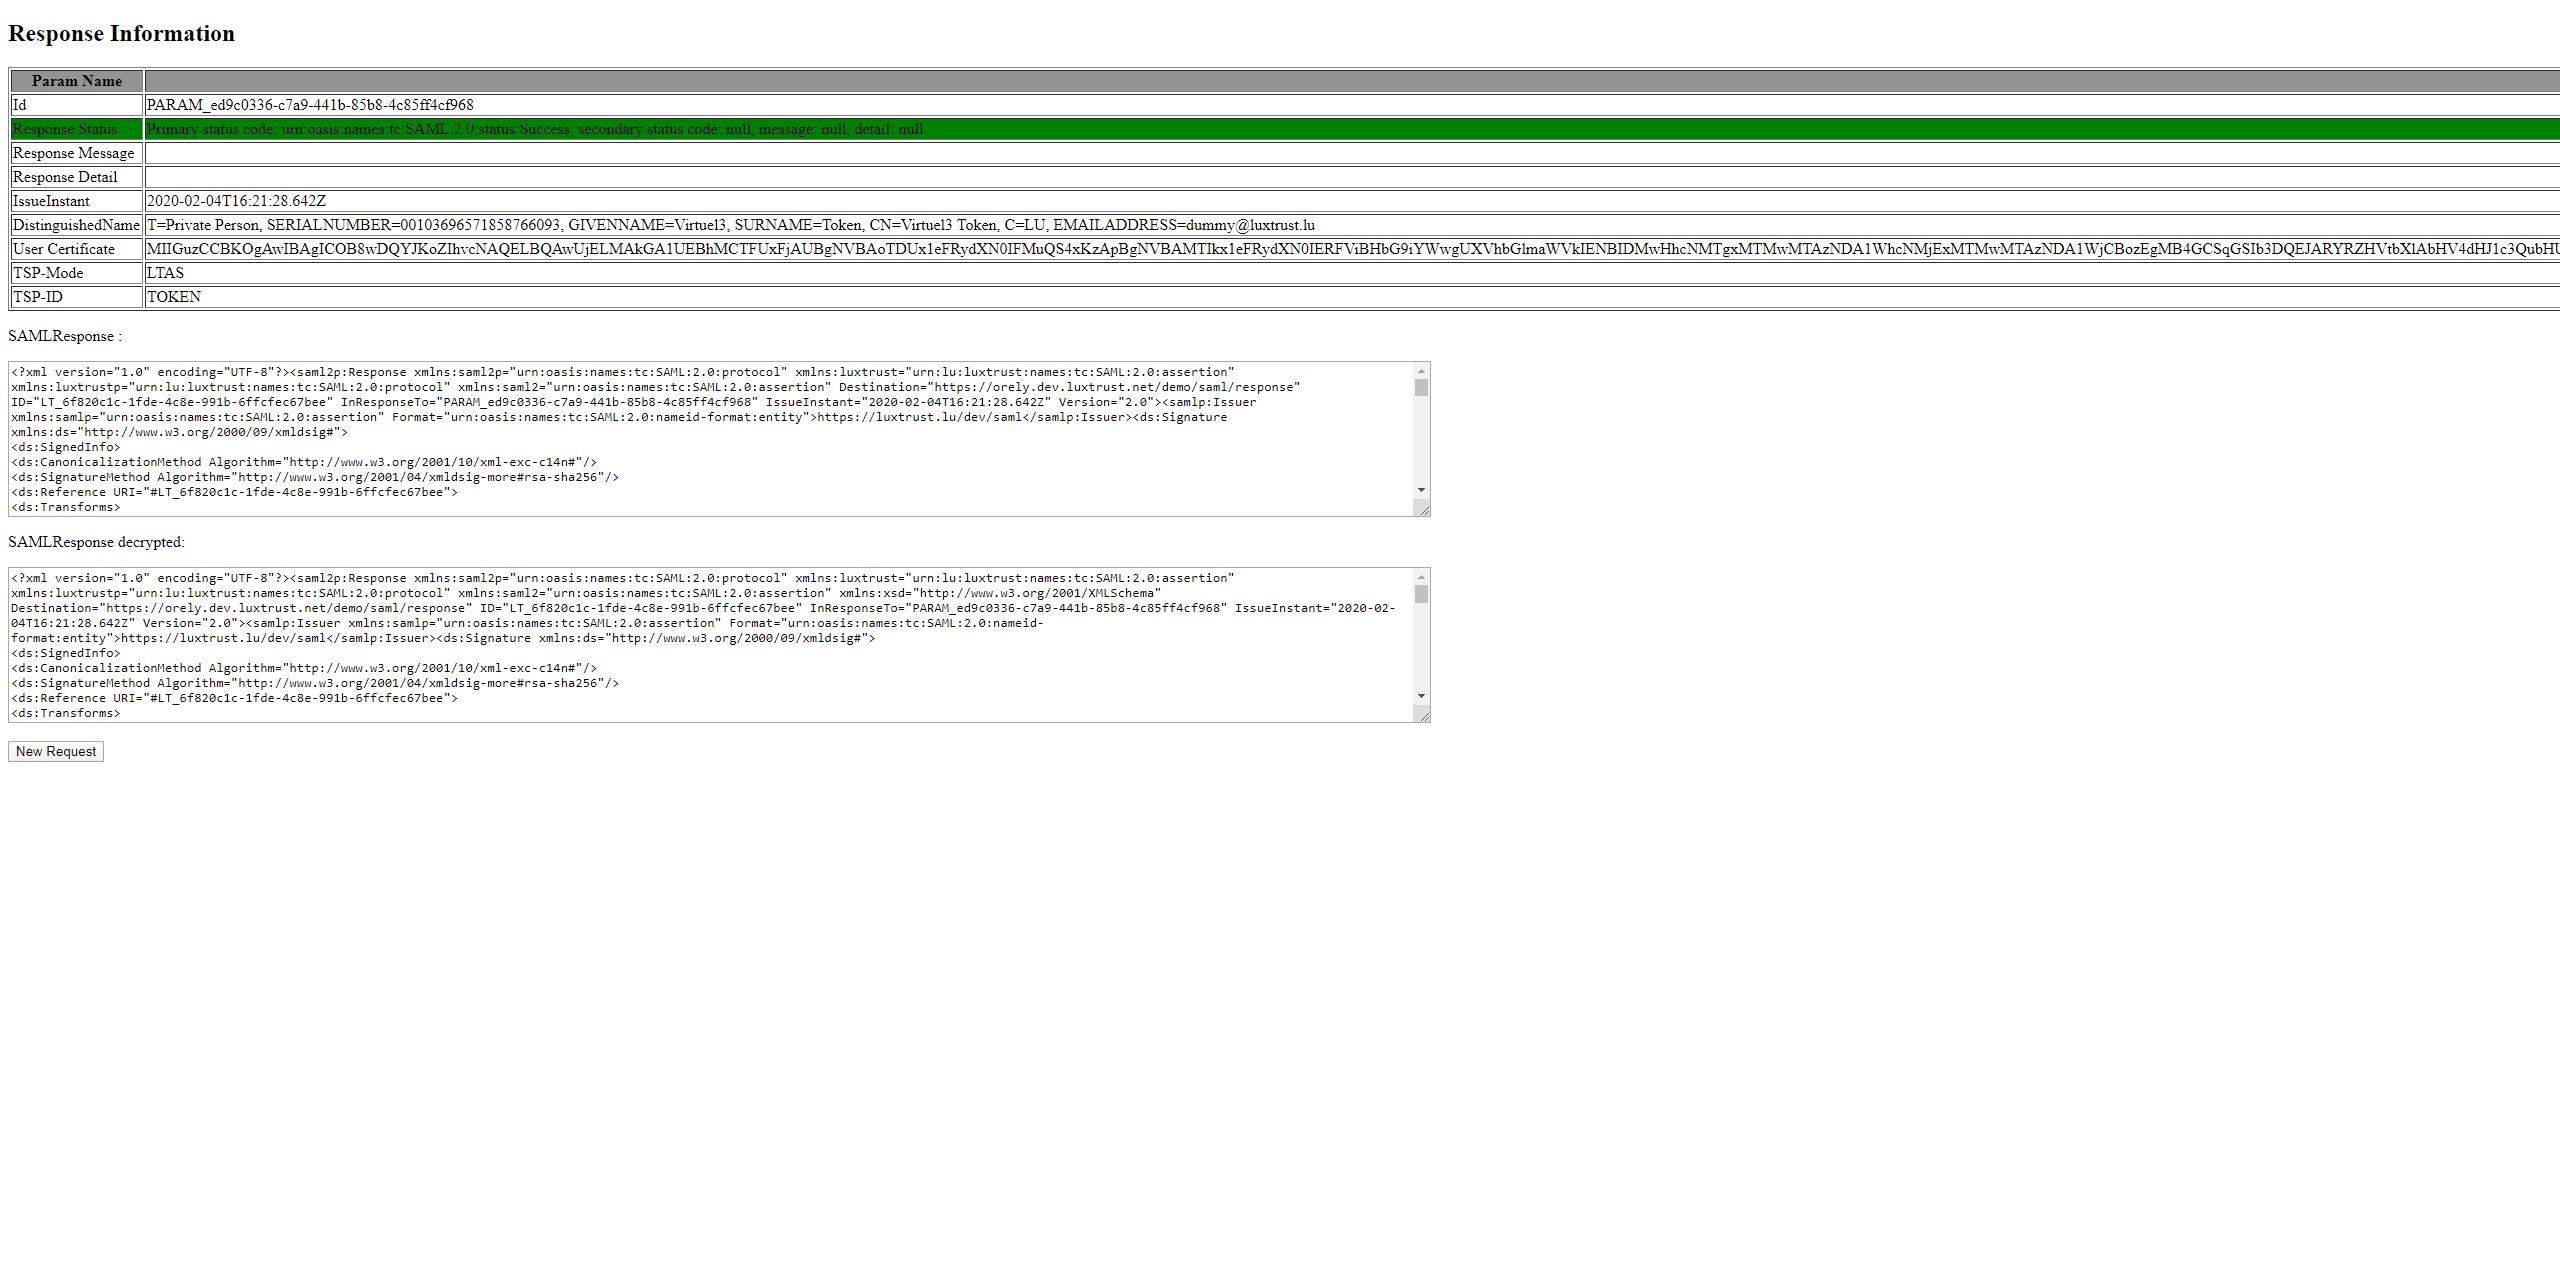 Response Information
Param Name
Id PARAM_ed9c0336-c7a9-441b-85b8-4c85ff4cf968
Response Status Primary status code: urn:oasis:names:tc:SAML:2.0:status:Success, secondary status code: null, message: null, detail: null
Response Message
Response Detail
IssueInstant 2020-02-04T16:21:28.642Z
DistinguishedName T=Private Person, SERIALNUMBER=00103696571858766093, GIVENNAME=Virtuel3, SURNAME=Token, CN=Virtuel3 Token, C=LU, EMAILADDRESS=dummy@luxtrust.lu
User Certificate MIIGuzCCBKOgAwIBAgICOB8wDQYJKoZIhvcNAQELBQAwUjELMAkGA1UEBhMCTFUxFjAUBgNVBAoTDUx1eFRydXN0IFMuQS4xKzApBgNVBAMTIkx1eFRydXN0IERFViBHbG9iYWwgUXVhbGlmaWVkIENBIDMwHhcNMTgxMTMwMTAzNDA1WhcNMjExMTMwMTAzNDA1WjCBozEgMB4GCSqGSIb3DQEJARYRZHVtbXlAbHV4dHJ1c3QubHU
TSP-Mode LTAS
TSP-ID TOKEN
SAMLResponse :
<?xml version="1.0" encoding="UTF-8"?><saml2p:Response xmlns:saml2p="urn:oasis:names:tc:SAML:2.0:protocol" xmlns:luxtrust="urn:lu:luxtrust:names:tc:SAML:2.0:assertion"
xmlns:luxtrustp="urn:lu:luxtrust:names:tc:SAML:2.0:protocol" xmlns:saml2="urn:oasis:names:tc:SAML:2.0:assertion" Destination="https://orely.dev.luxtrust.net/demo/saml/response"
ID="LT_6f820c1c-1fde-4c8e-991b-6ffcfec67bee" InResponseTo="PARAM_ed9c0336-c7a9-441b-85b8-4c85ff4cf968" IssueInstant="2020-02-04T16:21:28.642Z" Version="2.0"><samlp:Issuer
xmlns:samlp="urn:oasis:names:tc:SAML:2.0:assertion" Format="urn:oasis:names:tc:SAML:2.0:nameid-format:entity">https://luxtrust.lu/dev/saml</samlp:Issuer><ds:Signature
xmlns:ds="http://www.w3.org/2000/09/xmldsig#">
<ds:SignedInfo>
<ds:CanonicalizationMethod Algorithm="http://www.w3.org/2001/10/xml-exc-c14n#"/>
<ds:SignatureMethod Algorithm="http://www.w3.org/2001/04/xmldsig-more#rsa-sha256"/>
<ds:Reference URI="#LT_6f820c1c-1fde-4c8e-991b-6ffcfec67bee">
<ds:Transforms>
SAMLResponse decrypted:
<?xml version="1.0" encoding="UTF-8"?><saml2p:Response xmlns:saml2p="urn:oasis:names:tc:SAML:2.0:protocol" xmlns:luxtrust="urn:lu:luxtrust:names:tc:SAML:2.0:assertion"
xmlns:luxtrustp="urn:lu:luxtrust:names:tc:SAML:2.0:protocol" xmlns:saml2="urn:oasis:names:tc:SAML:2.0:assertion" xmlns:xsd="http://www.w3.org/2001/XMLSchema"
Destination="https://orely.dev.luxtrust.net/demo/saml/response" ID="LT_6f820c1c-1fde-4c8e-991b-6ffcfec67bee" InResponseTo="PARAM_ed9c0336-c7a9-441b-85b8-4c85ff4cf968" IssueInstant="2020-02-
04T16:21:28.642Z" Version="2.0"><samlp:Issuer xmlns:samlp="urn:oasis:names:tc:SAML:2.0:assertion" Format="urn:oasis:names:tc:SAML:2.0:nameid-
format:entity">https://luxtrust.lu/dev/saml</samlp:Issuer><ds:Signature xmlns:ds="http://www.w3.org/2000/09/xmldsig#">
<ds:SignedInfo>
<ds:CanonicalizationMethod Algorithm="http://www.w3.org/2001/10/xml-exc-c14n#"/>
<ds:SignatureMethod Algorithm="http://www.w3.org/2001/04/xmldsig-more#rsa-sha256"/>
<ds:Reference URI="#LT_6f820c1c-1fde-4c8e-991b-6ffcfec67bee">
<ds:Transforms>
New Request